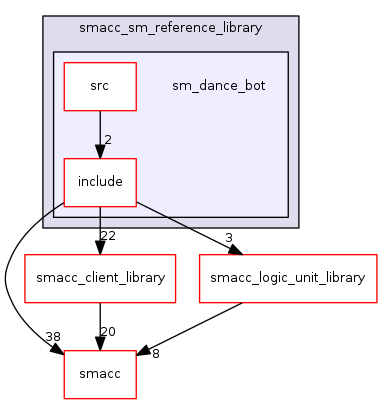 smacc_sm_reference_library
src
sm_dance_bot
2
include
22
3
smacc_client_library
smacc_logic_unit_library
38
20
8
smacc